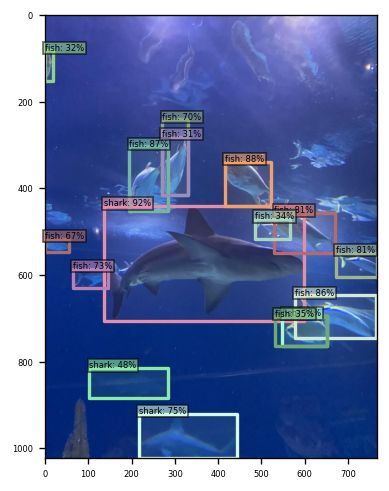 0
fish: 32%
fish: 70%
fish: 31%
200
fish: 87%
fish: 88%
400
shark: 92%
fish: 81%
fish: 34%
fish: 67%
fish: 81%
600
fish: 73%
fish: 86%
fish: 35%
800
shark: 48%
shark: 75%
1000
0 100 200 300 400 500 600 700